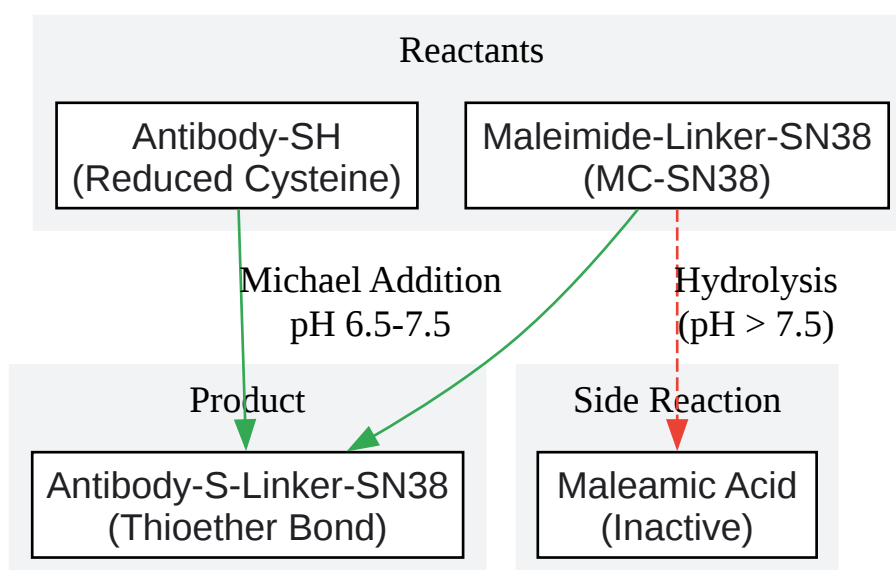 Reactants
Antibody-SH
(Reduced Cysteine)
Maleimide-Linker-SN38
(MC-SN38)
Michael Addition
pH 6.5-7.5
Hydrolysis
(pH > 7.5)
Product
Antibody-S-Linker-SN38
(Thioether Bond)
Side Reaction
Maleamic Acid
(Inactive)